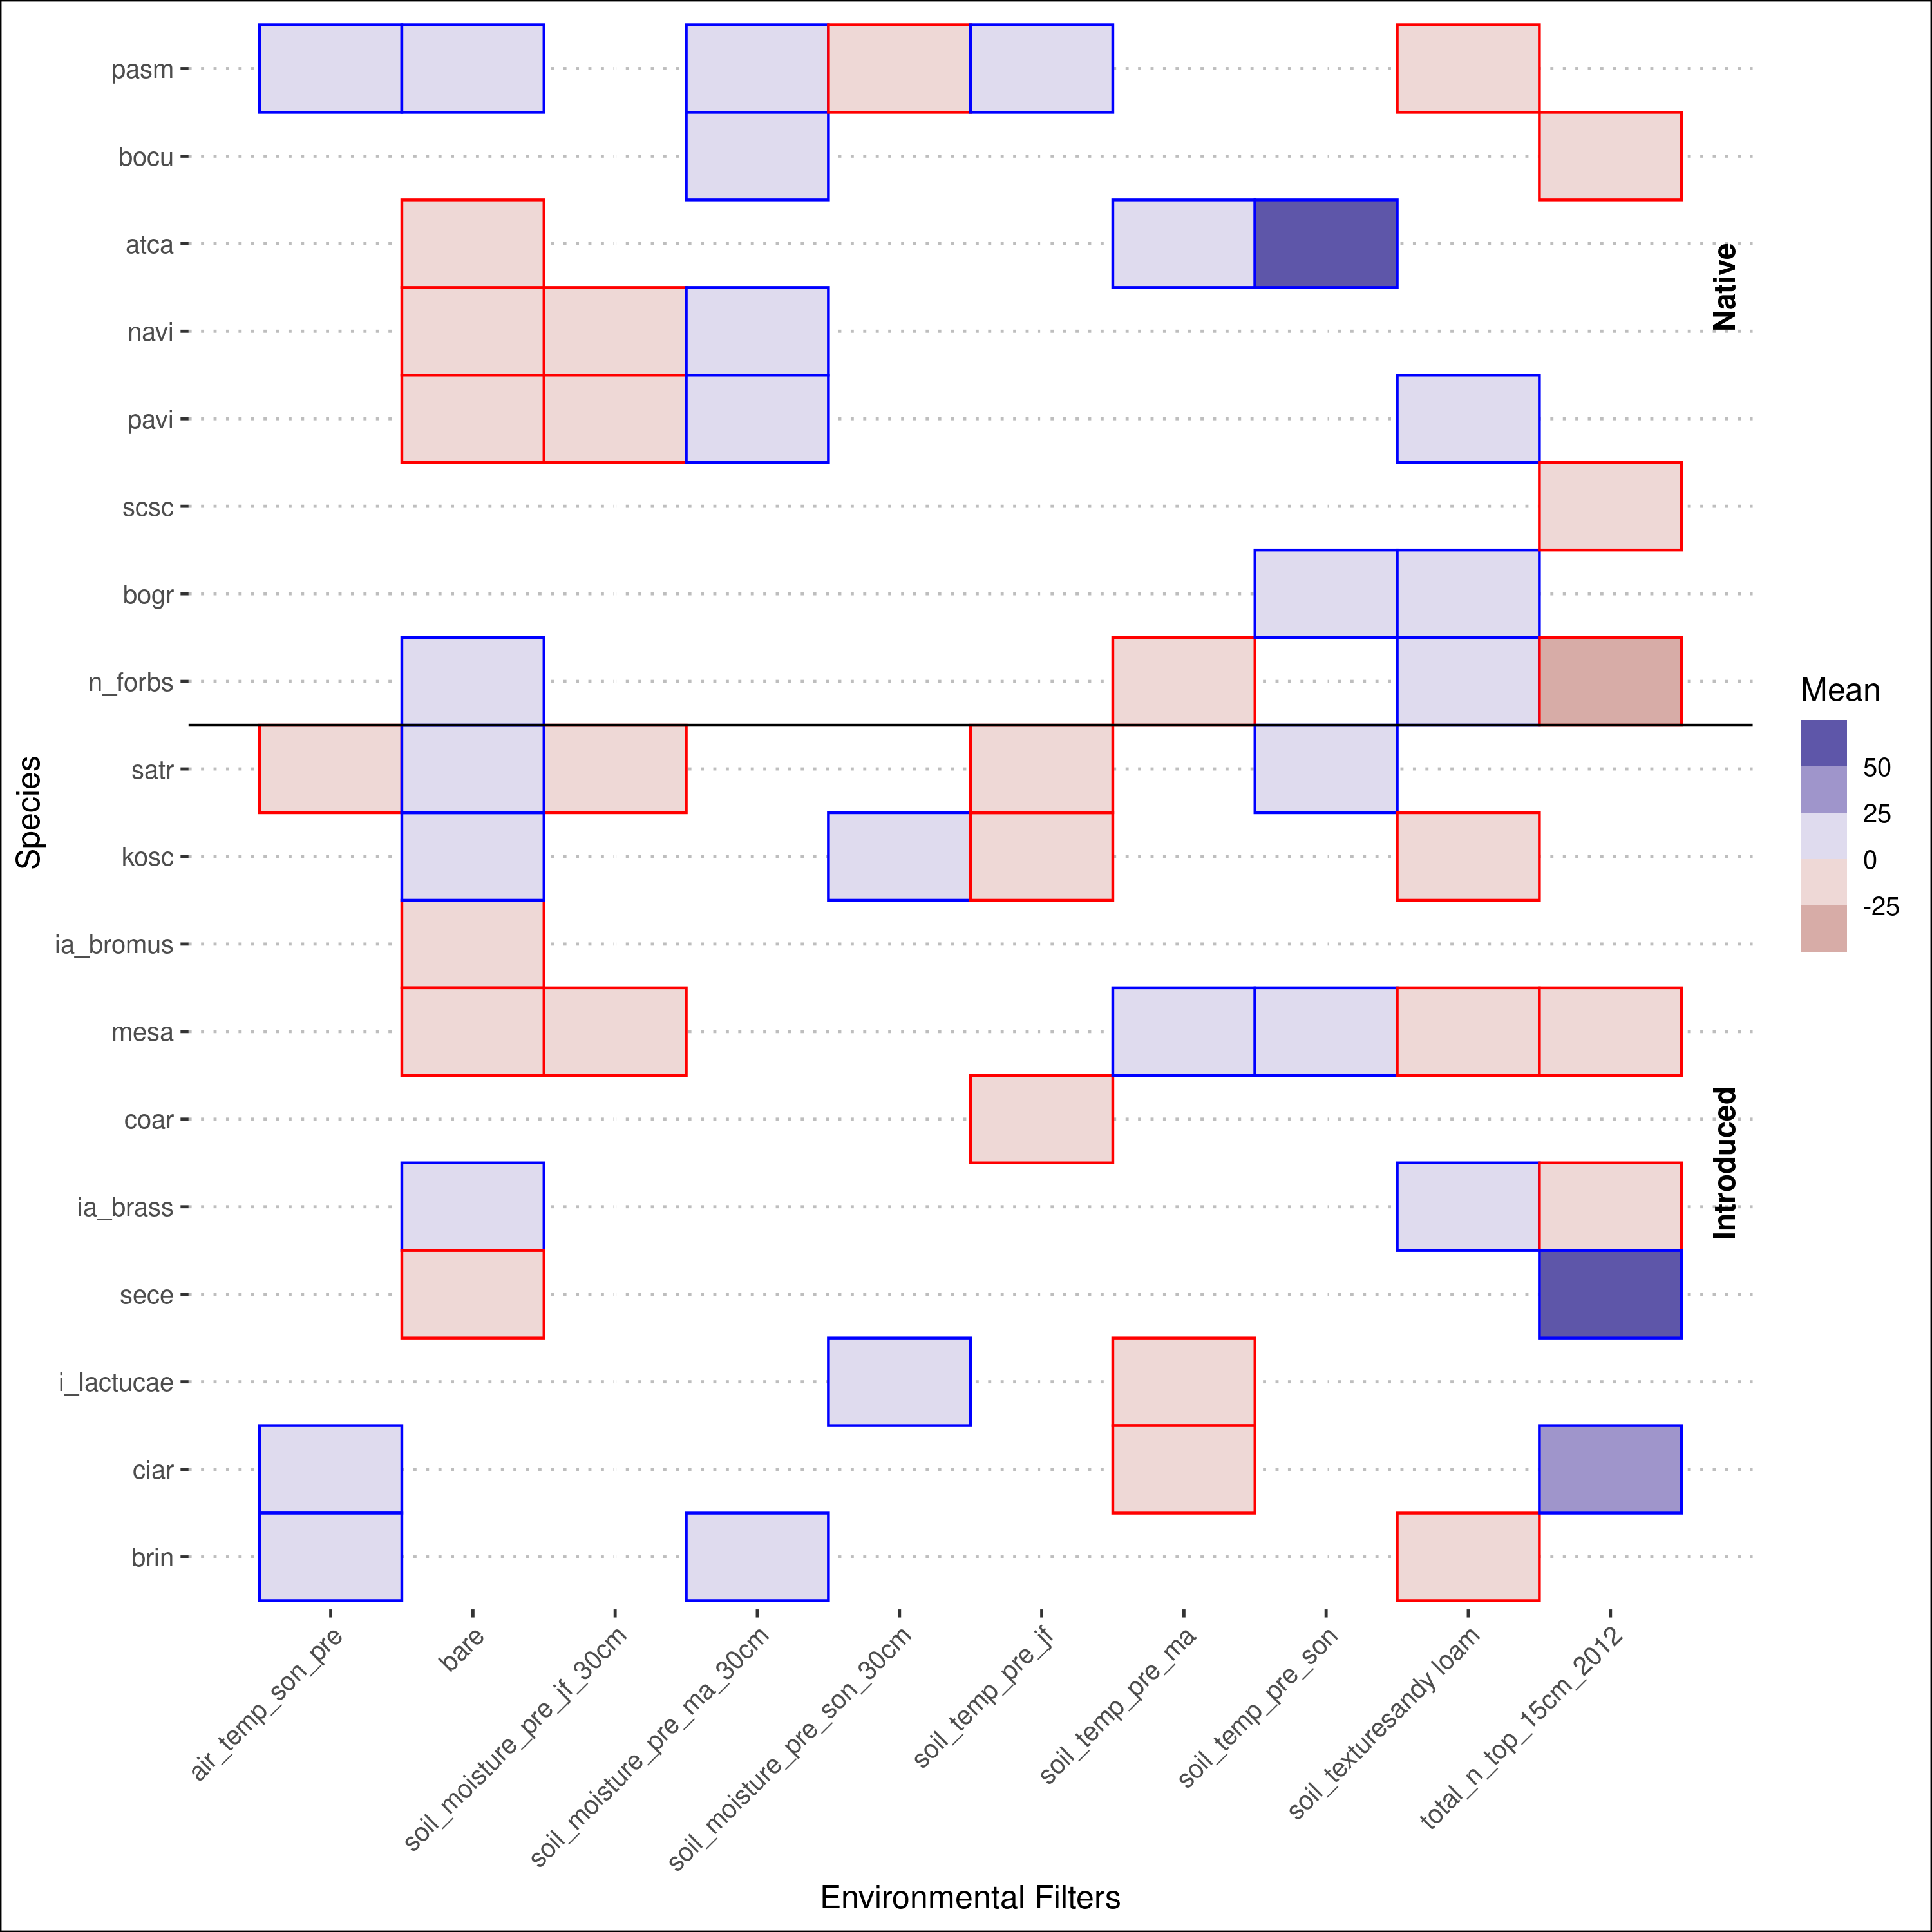 pasm
bocu
atca
navi
pavi
scsc
bogr
n_forbs
satr
kosc
ia_bromus
mesa
coar
ia_brass
sece
i_lactucae
ciar
brin
Species
Native
Introduced
Mean
50
25
0
-25
air_temp_son_pre
bare
soil_moisture_pre_jf_30cm
soil_moisture_pre_ma_30cm
soil_moisture_pre_son_30cm
soil_temp_pre_jf
soil_temp_pre_ma
soil_temp_pre_son
soil_texturesandy loam
total_n_top_15cm_2012
Environmental Filters